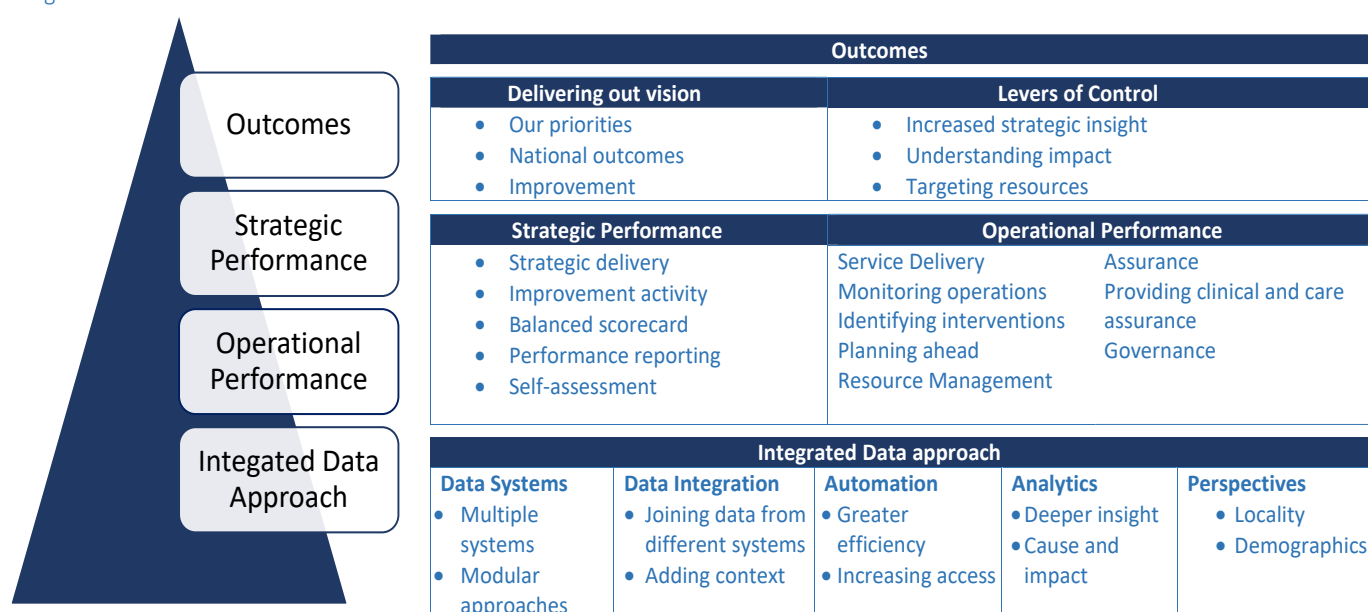 Outcomes
Strategic
Performance
Operational
Performance
Integated Data
Approach
Outcomes
Delivering out vision
• Our priorities
• National outcomes
• Improvement
Levers of Control
• Increased strategic insight
• Understanding impact
• Targeting resources
Strategic Performance
• Strategic delivery
• Improvement activity
• Balanced scorecard
• Performance reporting
• Self-assessment
Operational Performance
Service Delivery
Monitoring operations
Identifying interventions
Planning ahead
Resource Management
Assurance
Providing clinical and care
assurance
Governance
Integrated Data approach
Data Systems
• Multiple
systems
• Modular
approaches
Data Integration
• Joining data from
different systems
• Adding context
Automation
• Greater
efficiency
• Increasing access
Analytics
• Deeper insight
• Cause and
impact
Perspectives
• Locality
• Demographics